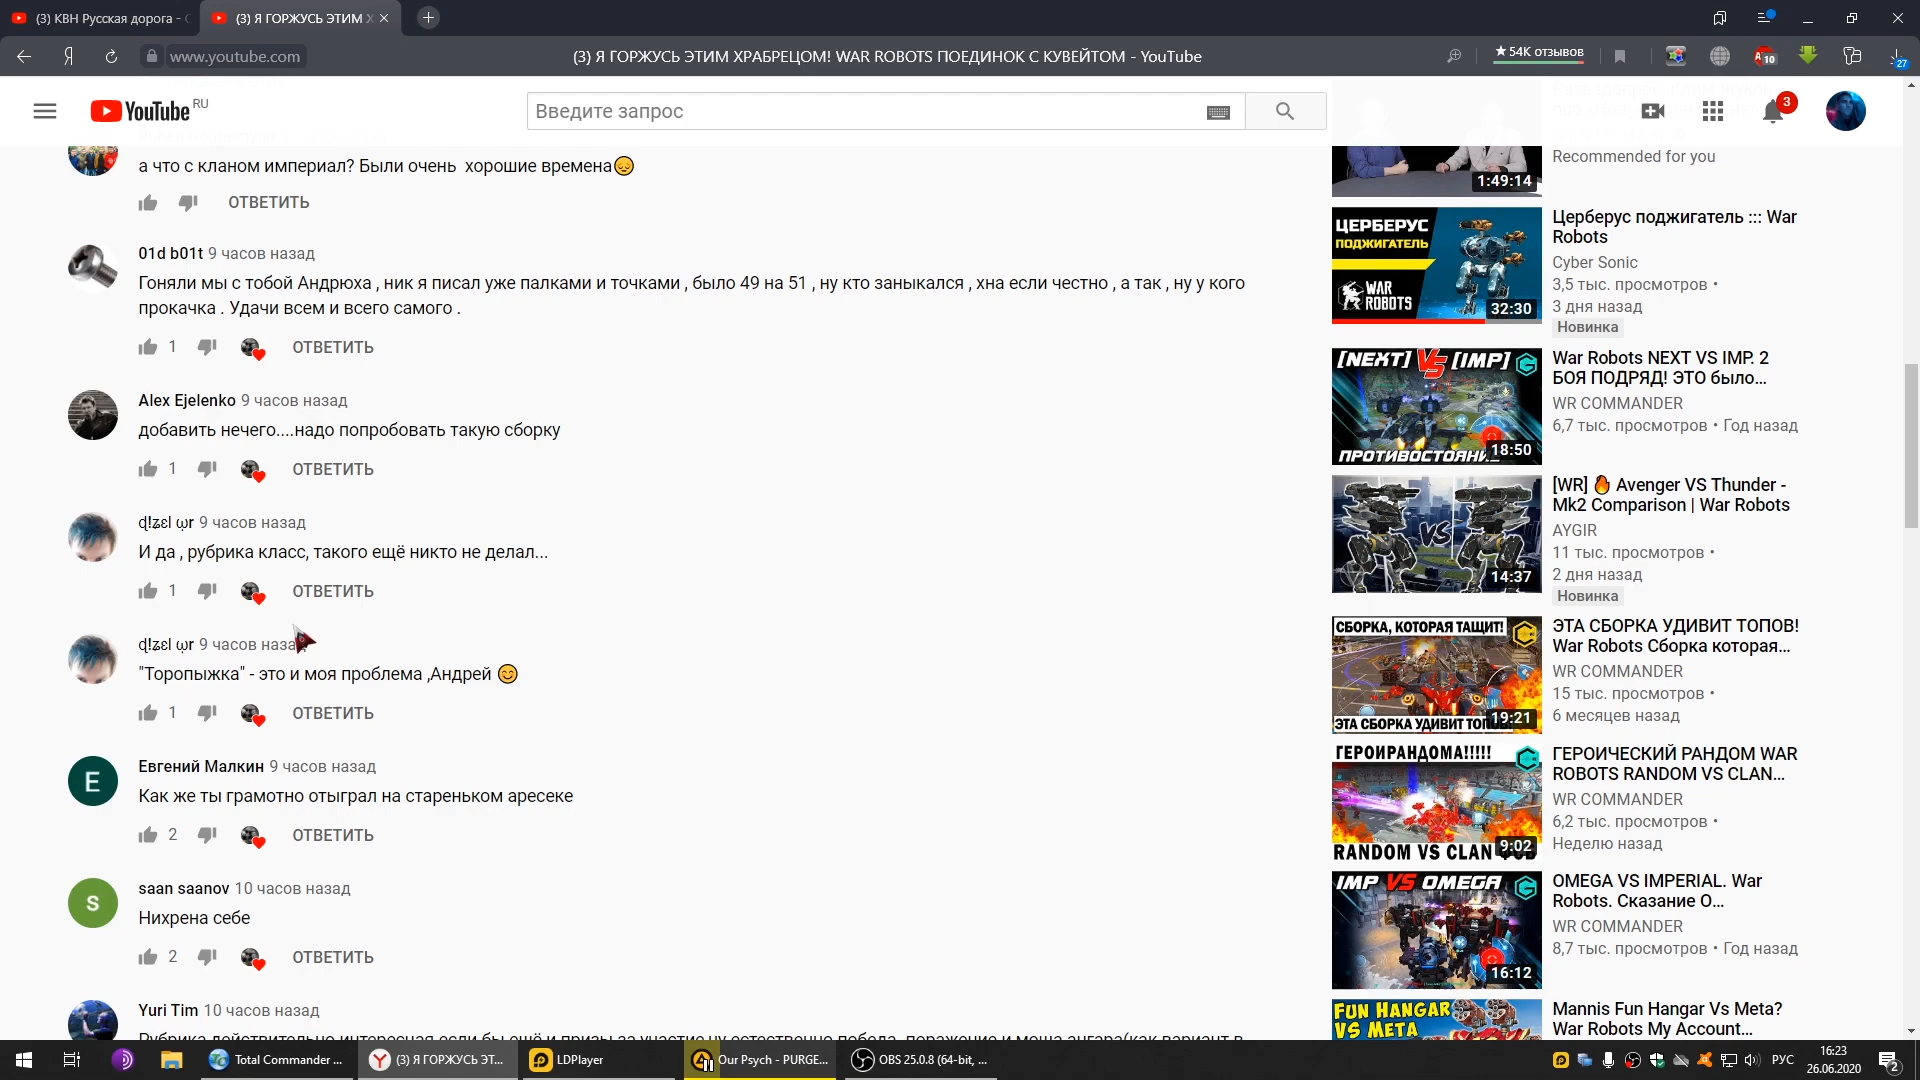 (3) КВН Русская дорога - С
(3) Я ГОРЖУСЬ ЭТИМ Х
www.youtube.com
(3) Я ГОРЖУСЬ ЭТИМ ХРАБРЕЦОМ! WAR ROBOTS ПОЕДИНОК С КУВЕЙТОМ - YouTube
★ 54К отзывов
10
27
YouTube RU
Введите запрос
3
а что с кланом империал? Были очень хорошие времена😔
ОТВЕТИТЬ
01d b01t 9 часов назад
Гоняли мы с тобой Андрюха , ник я писал уже палками и точками , было 49 на 51 , ну кто заныкался , хна если честно , а так , ну у кого
прокачка . Удачи всем и всего самого .
1 ОТВЕТИТЬ
Alex Ejelenko 9 часов назад
добавить нечего....надо попробовать такую сборку
1 ОТВЕТИТЬ
9 часов назад
И да , рубрика класс, такого ещё никто не делал...
1 ОТВЕТИТЬ
9 часов назад
"Торопыжка" - это и моя проблема ,Андрей 😊
1 ОТВЕТИТЬ
E
Евгений Малкин 9 часов назад
Как же ты грамотно отыграл на стареньком аресеке
2 ОТВЕТИТЬ
s
saan saanov 10 часов назад
Нихрена себе
2 ОТВЕТИТЬ
Yuri Tim 10 часов назад
Рубрика действительно интересная если бы ещё и призы за участие ну естественно победа, поражение и мощь ангара(как вариант в
Recommended for you
1:49:14
ЦЕРБЕРУС
ПОДЖИГАТЕЛЬ
WAR
ROBOTS
32:30
Церберус поджигатель ::: War
Robots
Cyber Sonic
3,5 тыс. просмотров •
3 дня назад
Новинка
[NEXT] VS [IMP]
ПРОТИВОСТОЯНИЕ
18:50
War Robots NEXT VS IMP. 2
БОЯ ПОДРЯД! ЭТО было...
WR COMMANDER
6,7 тыс. просмотров • Год назад
VS
14:37
[WR] 🔥 Avenger VS Thunder -
Mk2 Comparison | War Robots
AYGIR
11 тыс. просмотров •
2 дня назад
Новинка
СБОРКА, КОТОРАЯ ТАЩИТ!
ЭТА СБОРКА УДИВИТ ТОПОВ!
19:21
ЭТА СБОРКА УДИВИТ ТОПОВ!
War Robots Сборка которая...
WR COMMANDER
15 тыс. просмотров •
6 месяцев назад
ГЕРОИРАНДОМА!!!!!
RANDOM VS CLAN
9:02
ГЕРОИЧЕСКИЙ РАНДОМ WAR
ROBOTS RANDOM VS CLAN...
WR COMMANDER
6,2 тыс. просмотров •
Неделю назад
IMP VS OMEGA
16:12
OMEGA VS IMPERIAL. War
Robots. Сказание О...
WR COMMANDER
8,7 тыс. просмотров • Год назад
FUN HANGAR
VS META
Mannis Fun Hangar Vs Meta?
War Robots My Account...
Total Commander ...
(3) Я ГОРЖУСЬ ЭТ...
LDPlayer
Our Psych - PURGE...
OBS 25.0.8 (64-bit, ...
РУС
16:23
26.06.2020
2